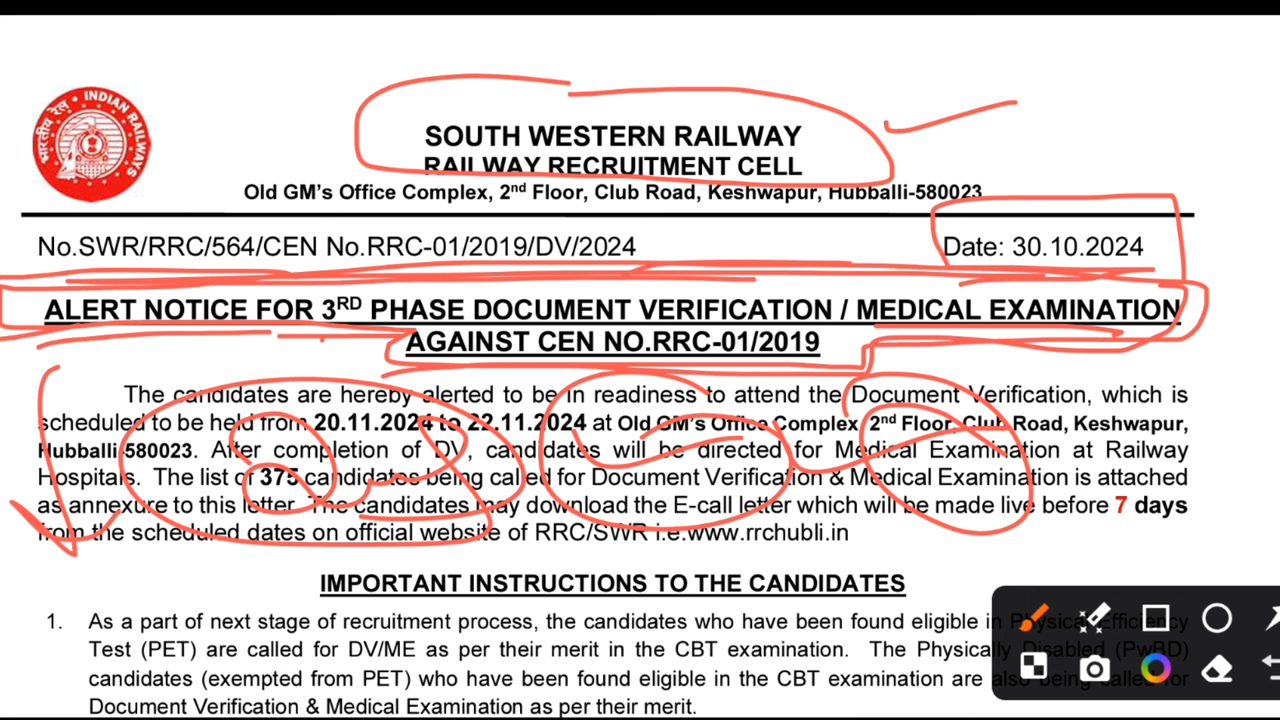 भारतीय रेल • INDIAN RAILWAYS
SOUTH WESTERN RAILWAY
RAILWAY RECRUITMENT CELL
Old GM's Office Complex, 2nd Floor, Club Road, Keshwapur, Hubballi-580023
No.SWR/RRC/564/CEN No.RRC-01/2019/DV/2024
Date: 30.10.2024
ALERT NOTICE FOR 3RD PHASE DOCUMENT VERIFICATION / MEDICAL EXAMINATION
AGAINST CEN NO.RRC-01/2019
The candidates are hereby alerted to be in readiness to attend the Document Verification, which is
scheduled to be held from 20.11.2024 to 22.11.2024 at Old GM's Office Complex, 2nd Floor, Club Road, Keshwapur,
Hubballi-580023. After completion of DV, candidates will be directed for Medical Examination at Railway
Hospitals. The list of 375 candidates being called for Document Verification & Medical Examination is attached
as annexure to this letter. The candidates may download the E-call letter which will be made live before 7 days
from the scheduled dates on official website of RRC/SWR i.e.www.rrchubli.in
IMPORTANT INSTRUCTIONS TO THE CANDIDATES
1. As a part of next stage of recruitment process, the candidates who have been found eligible in Physical Efficiency
Test (PET) are called for DV/ME as per their merit in the CBT examination. The Physically Disabled (PwBD)
candidates (exempted from PET) who have been found eligible in the CBT examination are also being called for
Document Verification & Medical Examination as per their merit.